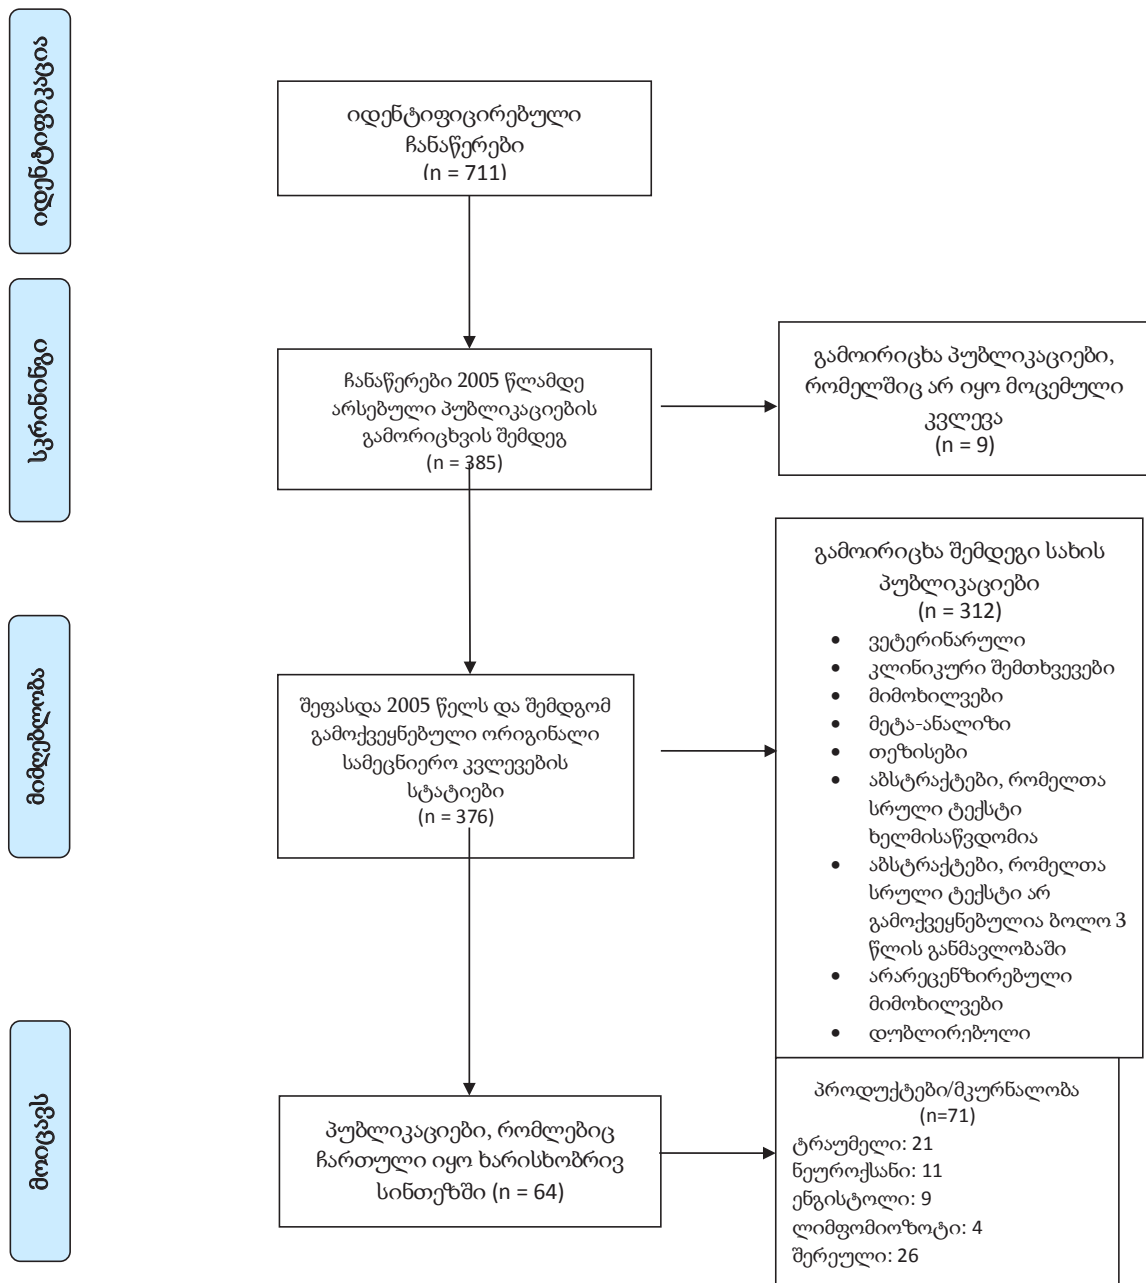 იდენტიფიკაცია
იდენტიფიცირებული
ჩანაწერები
(n = 711)
სკრინინგი
ჩანაწერები 2005 წლამდე
არსებული პუბლიკაციების
გამორიცხვის შემდეგ
(n = 385)
გამოირიცხა პუბლიკაციები,
რომელშიც არ იყო მოცემული
კვლევა
(n = 9)
მიმღებლობა
შეფასდა 2005 წელს და შემდგომ
გამოქვეყნებული ორიგინალი
სამეცნიერო კვლევების
სტატიები
(n = 376)
გამოირიცხა შემდეგი სახის
პუბლიკაციები
(n = 312)
• ვეტერინარული
• კლინიკური შემთხვევები
• მიმოხილვები
• მეტა-ანალიზი
• თეზისები
• აბსტრაქტები, რომელთა
სრული ტექსტი
ხელმისაწვდომია
• აბსტრაქტები, რომელთა
სრული ტექსტი არ
გამოქვეყნებულია ბოლო 3
წლის განმავლობაში
• არარეცენზირებული
მიმოხილვები
• დუბლირებული
მოიცავს
პუბლიკაციები, რომლებიც
ჩართული იყო ხარისხობრივ
სინთეზში (n = 64)
პროდუქტები/მკურნალობა
(n=71)
ტრაუმელი: 21
ნეუროქსანი: 11
ენგისტოლი: 9
ლიმფომიოზოტი: 4
შერეული: 26